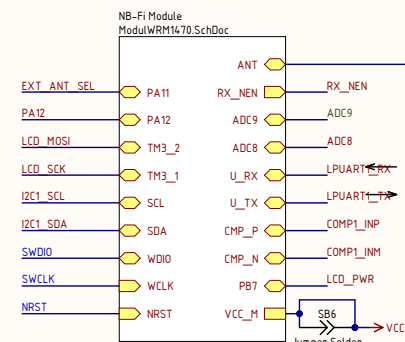 NB-Fi Module
ModulWRM1470.SchDoc
ANT
EXT_ANT_SEL PA11 RX_NEN RX_NEN
PA12 PA12 ADC9 ADC9
LCD_MOSI TM3_2 ADC8 ADC8
LCD_SCK TM3_1 U_RX LPUART1_RX
I2C1_SCL SCL U_TX LPUART1_TX
I2C1_SDA SDA CMP_P COMP1_INP
SWDIO WDIO CMP_N COMP1_INM
SWCLK WCLK PB7 LCD_PWR
NRST NRST VCC_M SB6
VCC
Jumper Solder